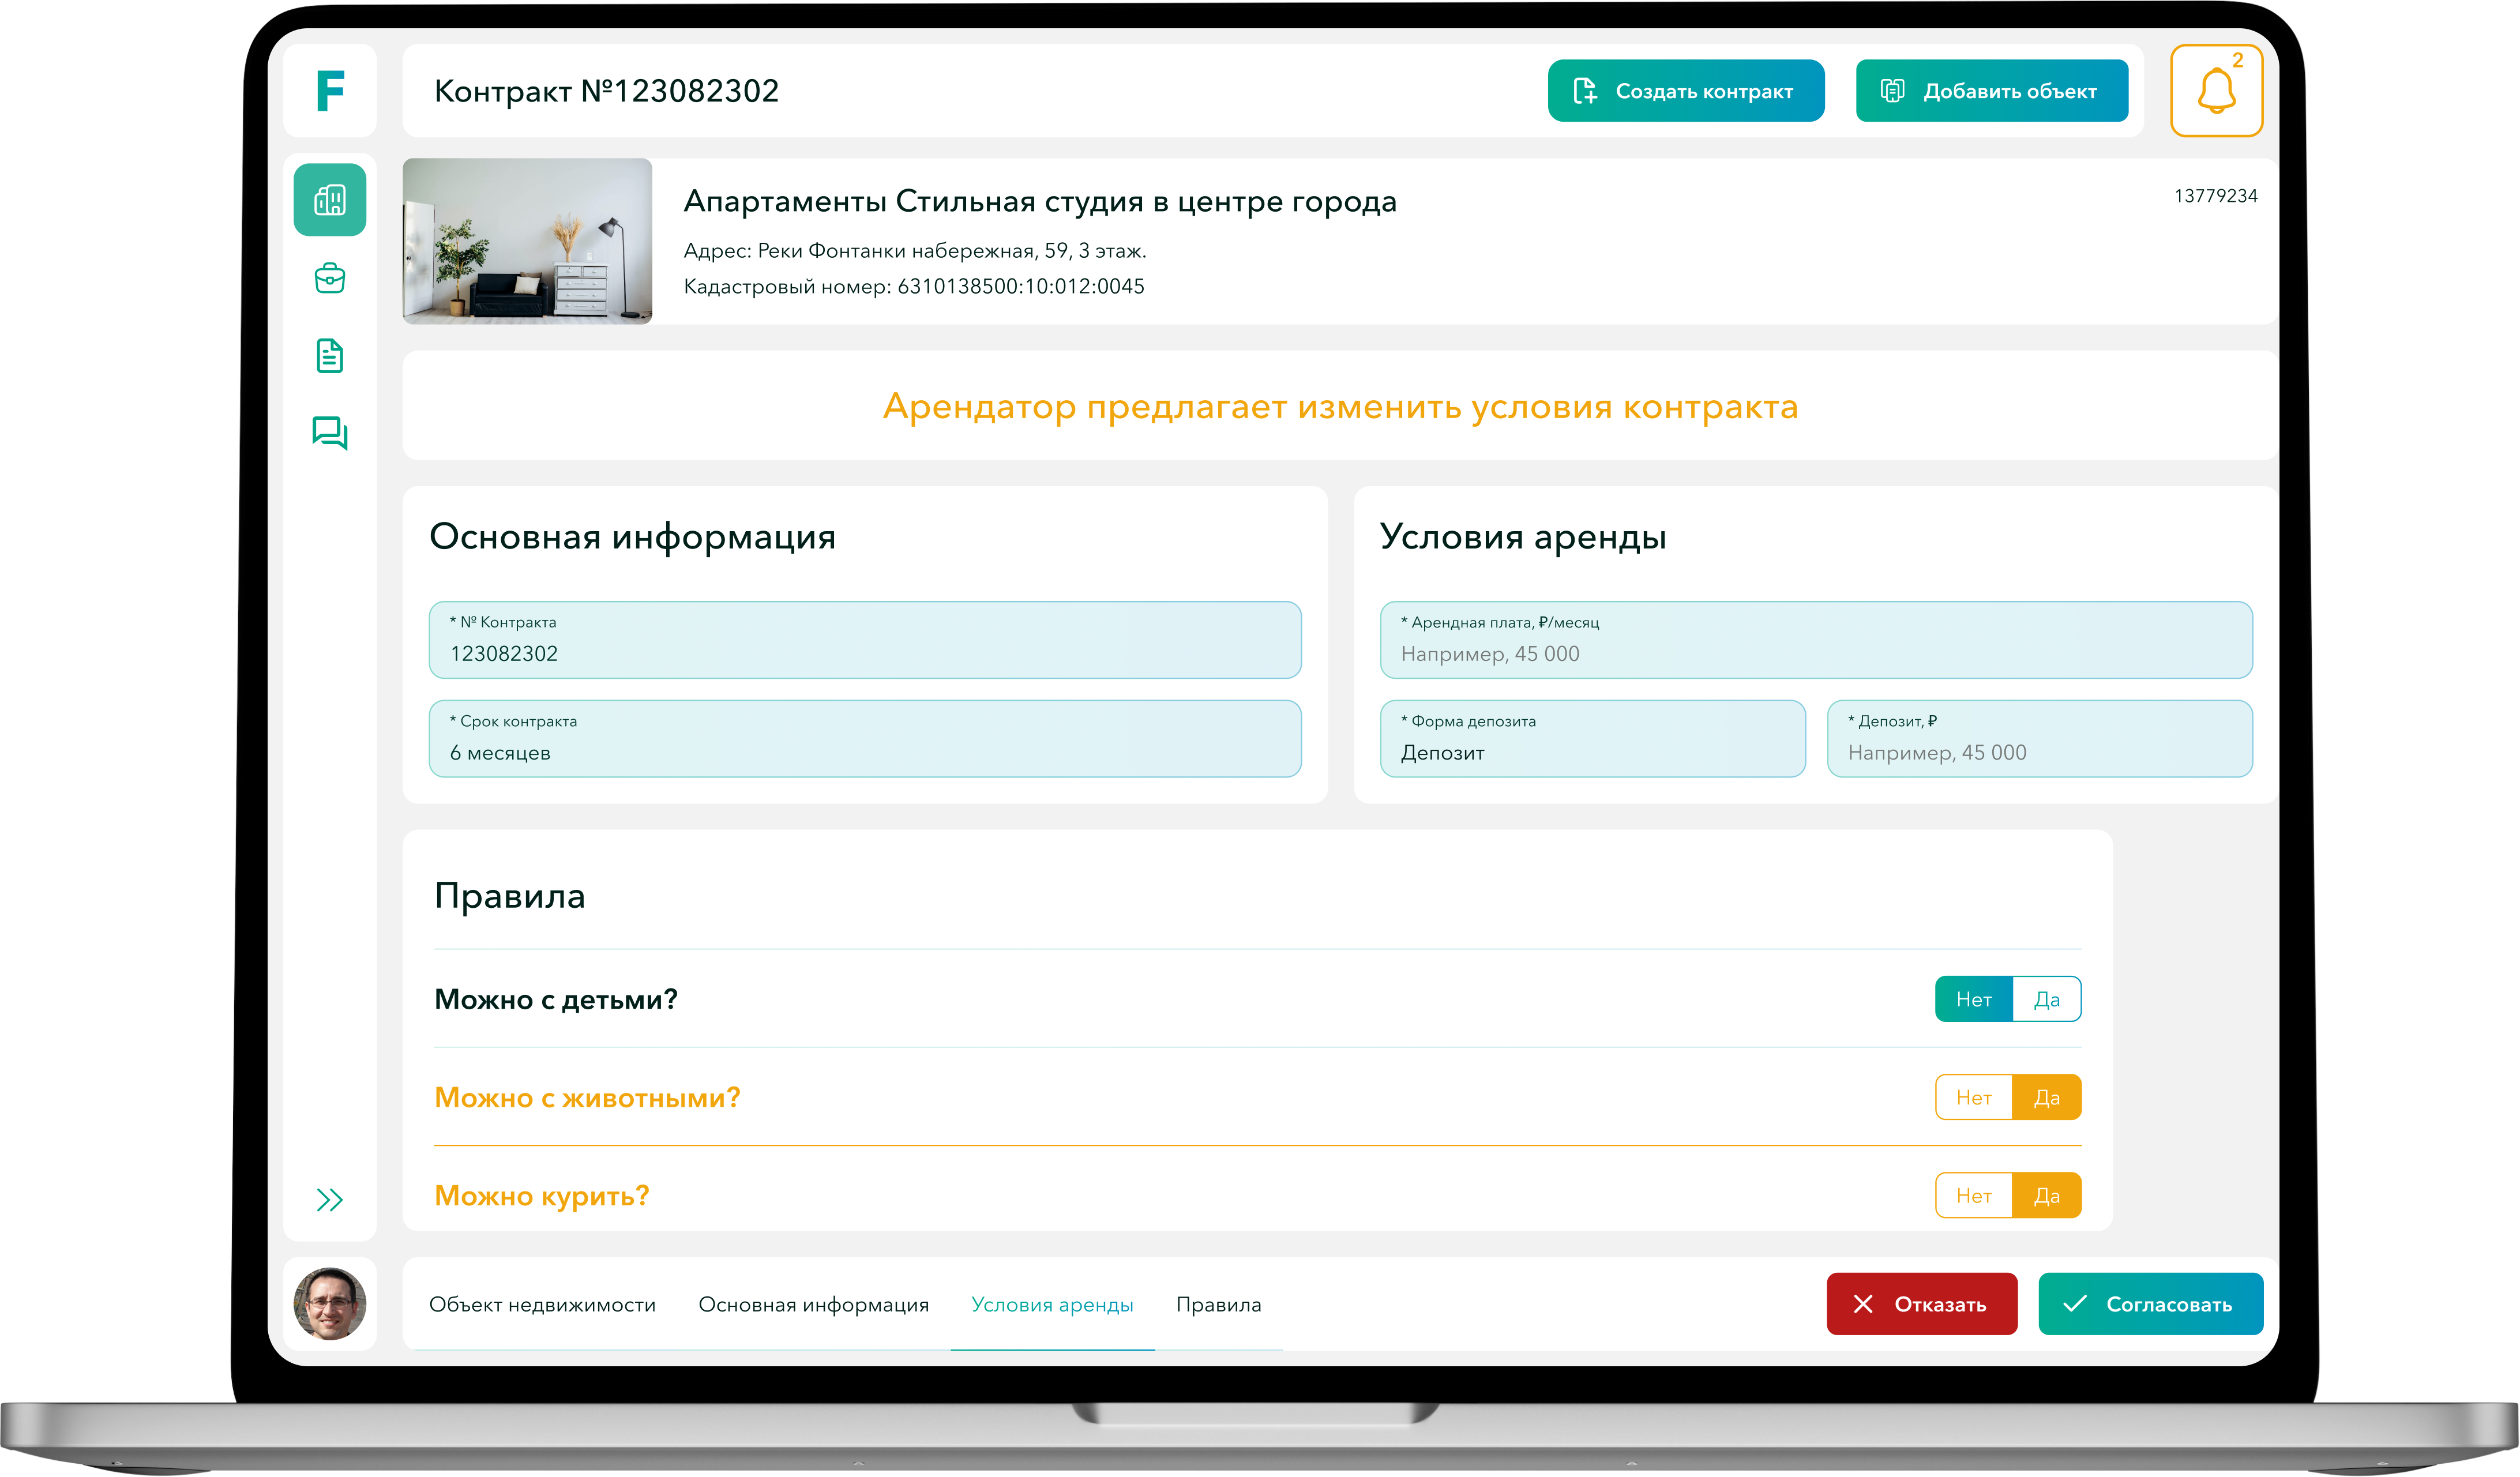 F
Контракт №123082302
Создать контракт
Добавить объект
2
Апартаменты Стильная студия в центре города
13779234
Адрес: Реки Фонтанки набережная, 59, 3 этаж.
Кадастровый номер: 6310138500:10:012:0045
Арендатор предлагает изменить условия контракта
Основная информация
* № Контракта
123082302
* Срок контракта
6 месяцев
Условия аренды
* Арендная плата, ₽/месяц
Например, 45 000
* Форма депозита
Депозит
* Депозит, ₽
Например, 45 000
Правила
Можно с детьми?
Нет Да
Можно с животными?
Нет Да
Можно курить?
Нет Да
Объект недвижимости
Основная информация
Условия аренды
Правила
Отказать
Согласовать